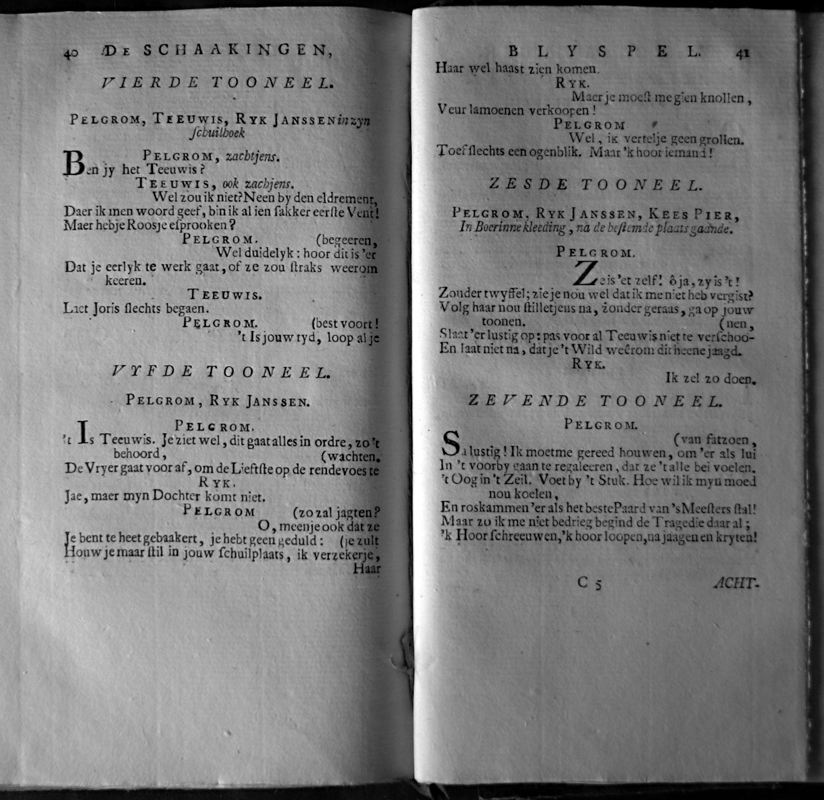 40 DE SCHAAKINGEN,
VIERDE TOONEEL.
PELGROM, TEEUWIS, RYK JANSSEN in zyn
schuilhoek
PELGROM, zachtjens.
Ben jy het Teeuwis?
TEEUWIS, ook zachjens.
Wel zou ik niet? Neen by den eldrement,
Daer ik men woord geef, bin ik al ien sakker eerste Vent!
Maer heb je Roosje esprooken?
PELGROM. (begeeren,
Wel duidelyk: hoor dit is 'er
Dat je eerlyk te werk gaat, of ze zou straks weerom
keeren.
TEEUWIS.
Laet Joris slechts begaen.
PELGROM. (best voort!
't Is jouw tyd, loop al je
VYFDE TOONEEL.
PELGROM, RYK JANSSEN.
PELGROM.
't Is Teeuwis. Je ziet wel, dit gaat alles in ordre, zo 't
behoord, (wachten.
De Vryer gaat voor af, om de Liefste op de rendevoes te
RYK.
Jae, maer myn Dochter komt niet.
PELGROM (zo zal jagten?
O, meenje ook dat ze
Je bent te heet gebaakert, je hebt geen geduld: (je zult
Houw je maar stil in jouw schuilplaats, ik verzekerje,
Haar
BLYSPEL. 41
Haar wel haast zien komen.
RYK.
Maer je moest me gien knollen,
Veur lamoenen verkoopen!
PELGROM
Wel, ik vertelje geen grollen.
Toef slechts een ogenblik. Maar 'k hoor iemand!
ZESDE TOONEEL.
PELGROM, RYK JANSSEN, KEES PIER,
In Boerinne kleeding, na de bestemde plaats gaande.
PELGROM.
Ze is 'et zelf! ô ja, zy is 't!
Zonder twyffel; zie je nou wel dat ik me niet heb vergist?
Volg haar nou stilletjens na, zonder geraas, ga op jouw
toonen. (nen,
Slaat 'er lustig op: pas voor al Teeuwis niet te verschoo-
En laat niet na, dat je 't Wild weêrom dit heene jaagd.
RYK.
Ik zel zo doen.
ZEVENDE TOONEEL.
PELGROM.
(van fatzoen,
Sa lustig! Ik moet me gereed houwen, om 'er als lui
In 't voorby gaan te regaleeren, dat ze 't alle bei voelen.
't Oog in 't Zeil. Voet by 't Stuk. Hoe wil ik myn moed
nou koelen,
En roskammen 'er als het beste Paard van 's Meesters stal!
Maar zo ik me niet bedrieg begind de Tragedie daar al;
'k Hoor schreeuwen, 'k hoor loopen, na jaagen en kryten!
C 5 ACHT-